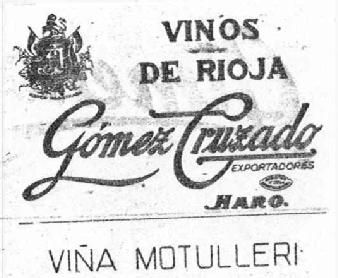 VINOS
DE RIOJA
Gómez Cruzado
EXPORTADORES
HARO.
VIÑA MOTULLERI